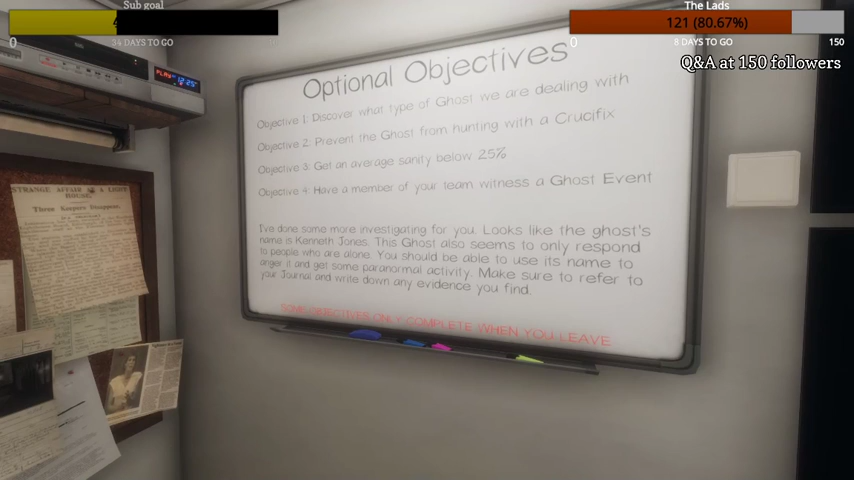 Sub goal
0
34 DAYS TO GO
The Lads
121 (80.67%)
0
8 DAYS TO GO
150
Q&A at 150 followers
PLAY
12:25
STRANGE AFFAIR AT A LIGHT
HOUSE.
Three Keepers Disappear.
Optional Objectives
Objective 1: Discover what type of Ghost we are dealing with
Objective 2: Prevent the Ghost from hunting with a Crucifix
Objective 3: Get an average sanity below 25%
Objective 4: Have a member of your team witness a Ghost Event
I've done some more investigating for you. Looks like the ghost's
name is Kenneth Jones. This Ghost also seems to only respond
to people who are alone. You should be able to use its name to
anger it and get some paranormal activity. Make sure to refer to
your Journal and write down any evidence you find.
SOME OBJECTIVES ONLY COMPLETE WHEN YOU LEAVE